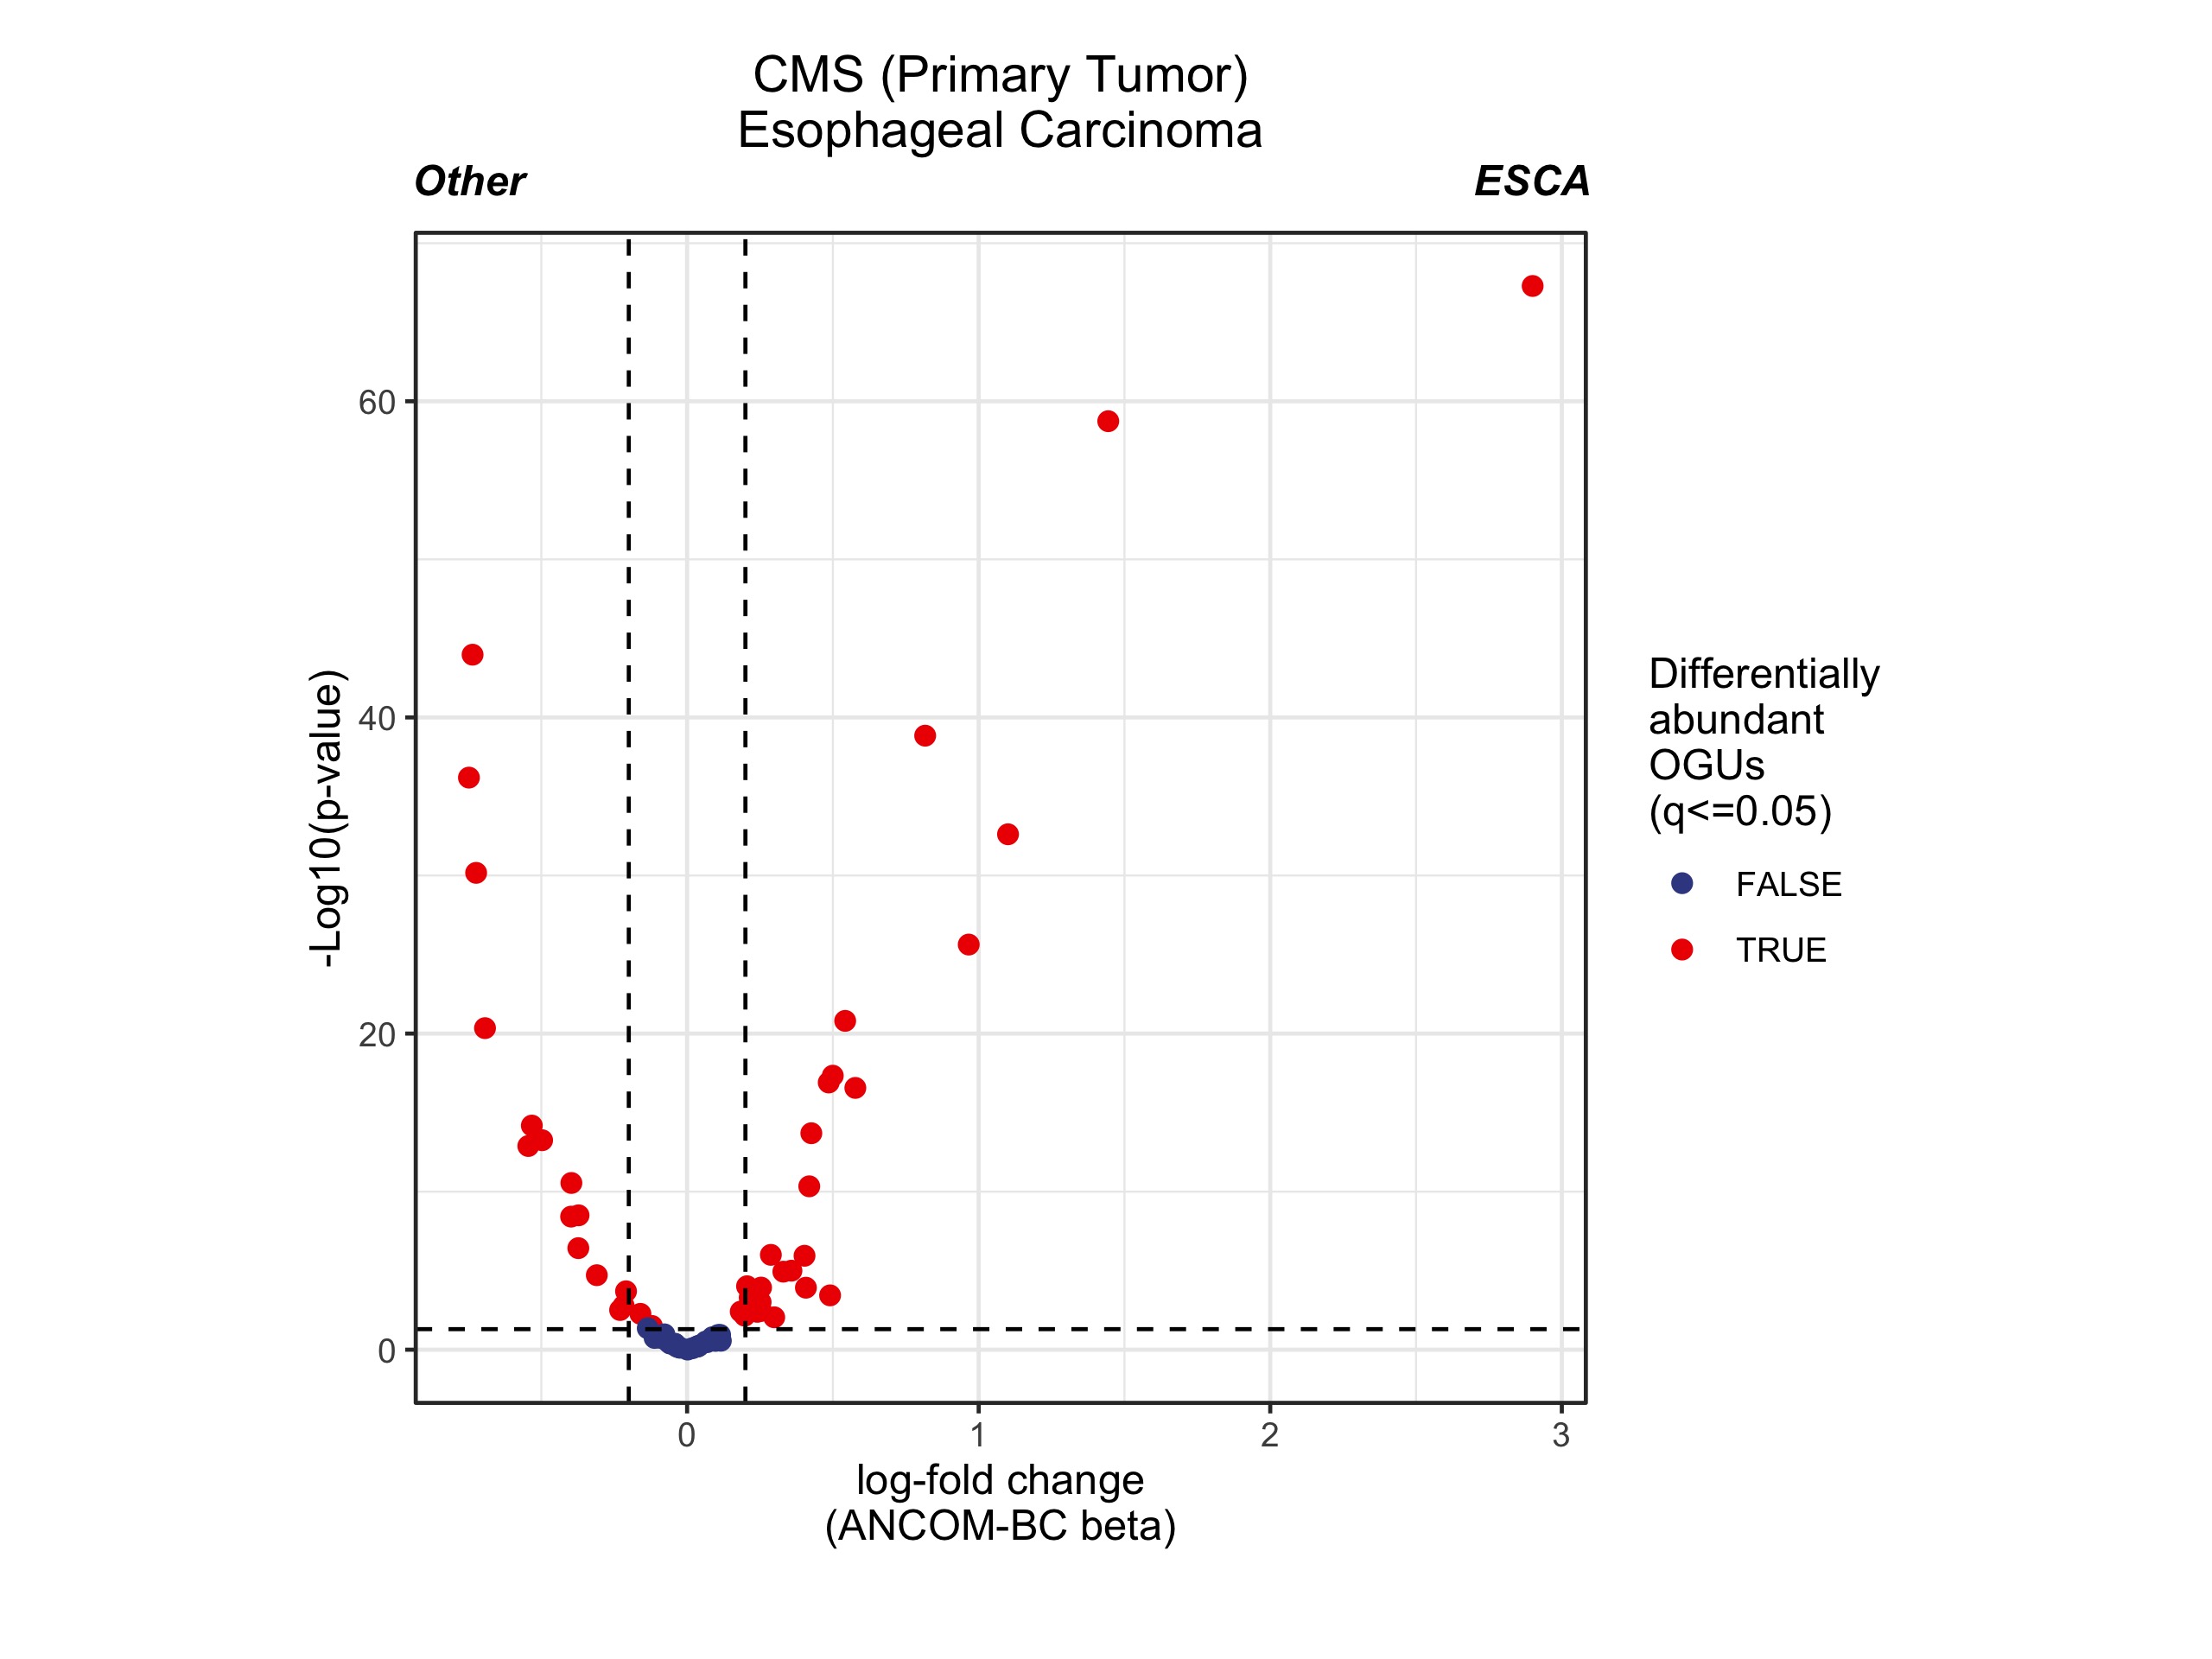 CMS (Primary Tumor)
Esophageal Carcinoma
Other
ESCA
60
40
20
0
-Log10(p-value)
0
1
2
3
log-fold change
(ANCOM-BC beta)
Differentially
abundant
OGUs
(q<=0.05)
FALSE
TRUE